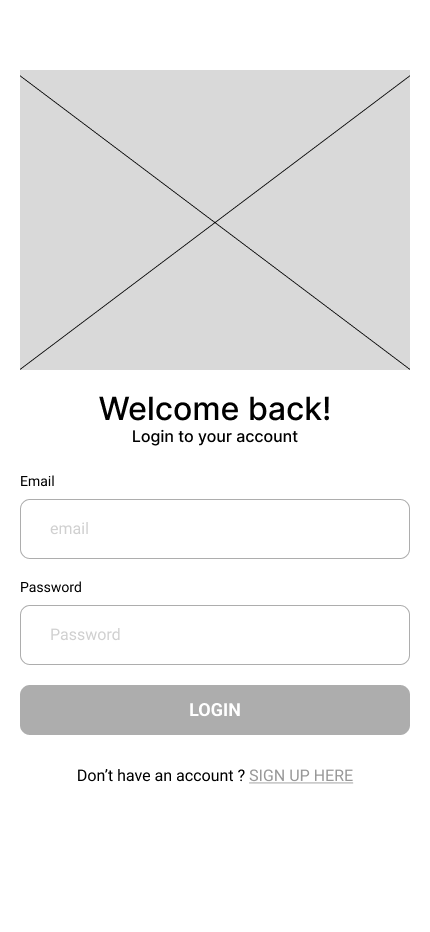 Welcome back!
Login to your account
Email
email
Password
Password
LOGIN
Don’t have an account ? SIGN UP HERE